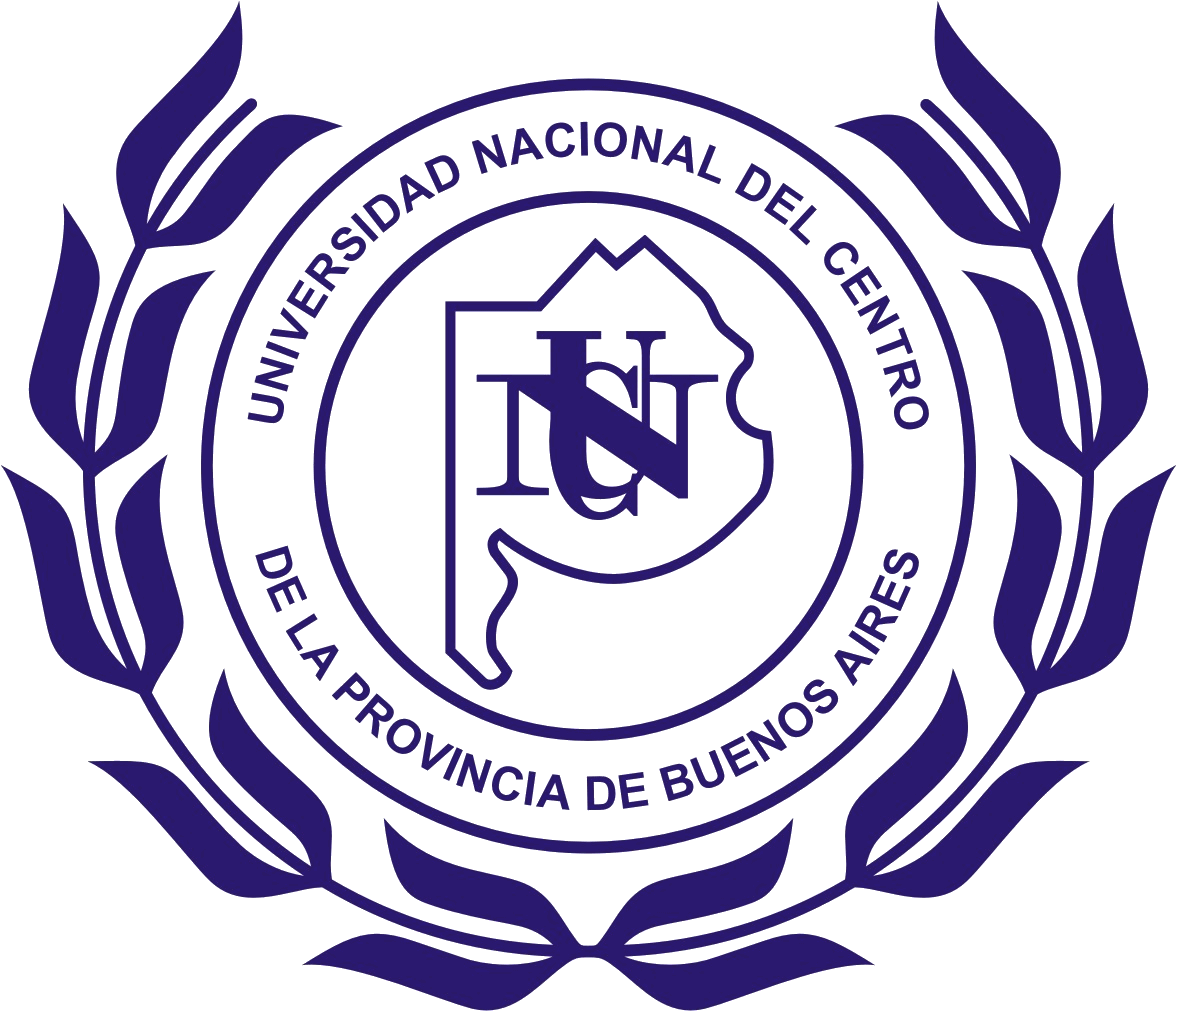 UNIVERSIDAD NACIONAL DEL CENTRO
UNC
DE LA PROVINCIA DE BUENOS AIRES